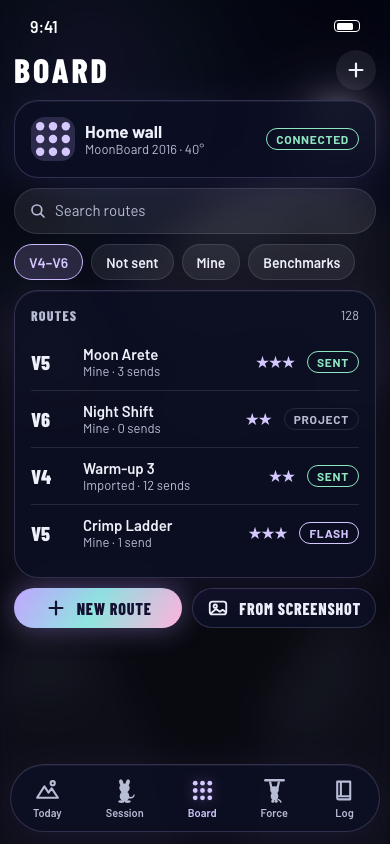 9:41
BOARD
Home wall
MoonBoard 2016 · 40°
CONNECTED
Search routes
V4–V6
Not sent
Mine
Benchmarks
ROUTES
128
V5
Moon Arete
Mine · 3 sends
★★★
SENT
V6
Night Shift
Mine · 0 sends
★★
PROJECT
V4
Warm-up 3
Imported · 12 sends
★★
SENT
V5
Crimp Ladder
Mine · 1 send
★★★
FLASH
NEW ROUTE
FROM SCREENSHOT
Today
Session
Board
Force
Log